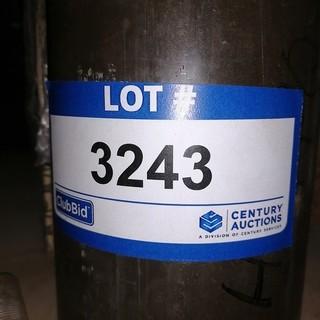 LOT #
3243
ClubBid
CENTURY
AUCTIONS
A DIVISION OF CENTURY SERVICES